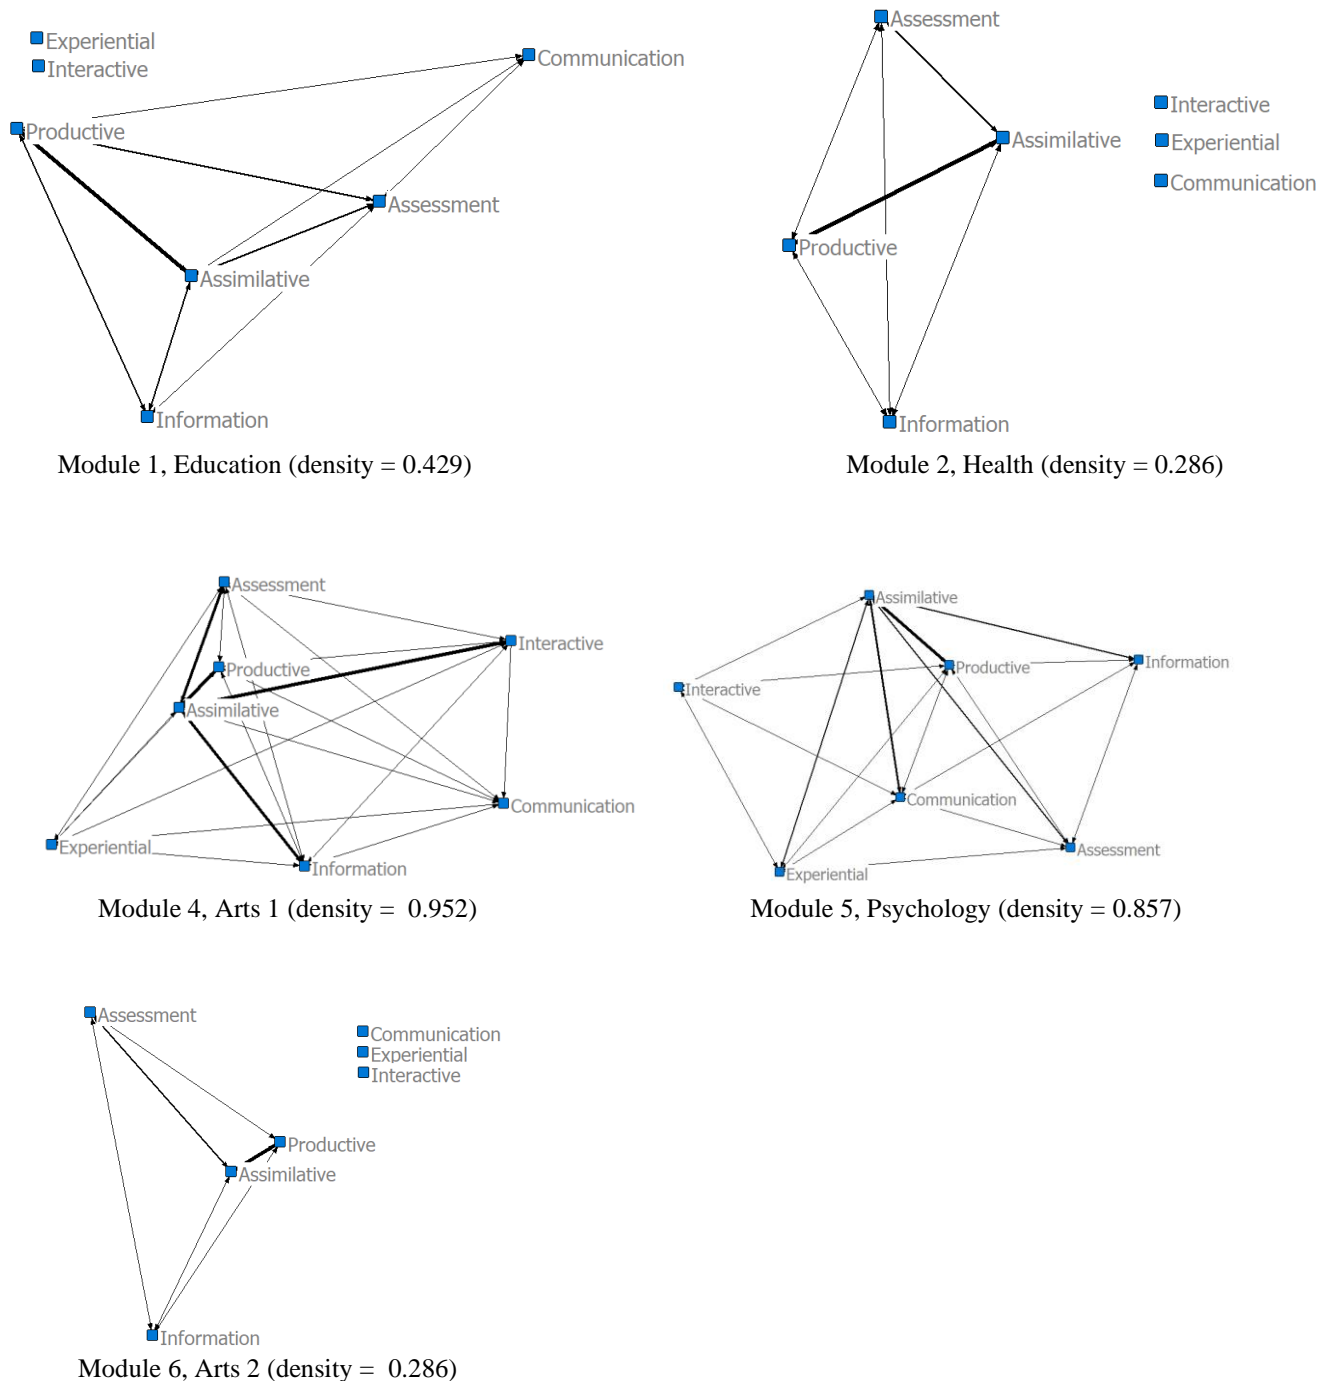 Experiential
Interactive
Communication
Productive
Assessment
Assimilative
Information
Module 1, Education (density = 0.429)
Assessment
Interactive
Assimilative
Experiential
Communication
Productive
Information
Module 2, Health (density = 0.286)
Assessment
Interactive
Productive
Assimilative
Communication
Experiential
Information
Module 4, Arts 1 (density =  0.952)
Assimilative
Information
Productive
Interactive
Communication
Assessment
Experiential
Module 5, Psychology (density = 0.857)
Assessment
Communication
Experiential
Interactive
Productive
Assimilative
Information
Module 6, Arts 2 (density =  0.286)